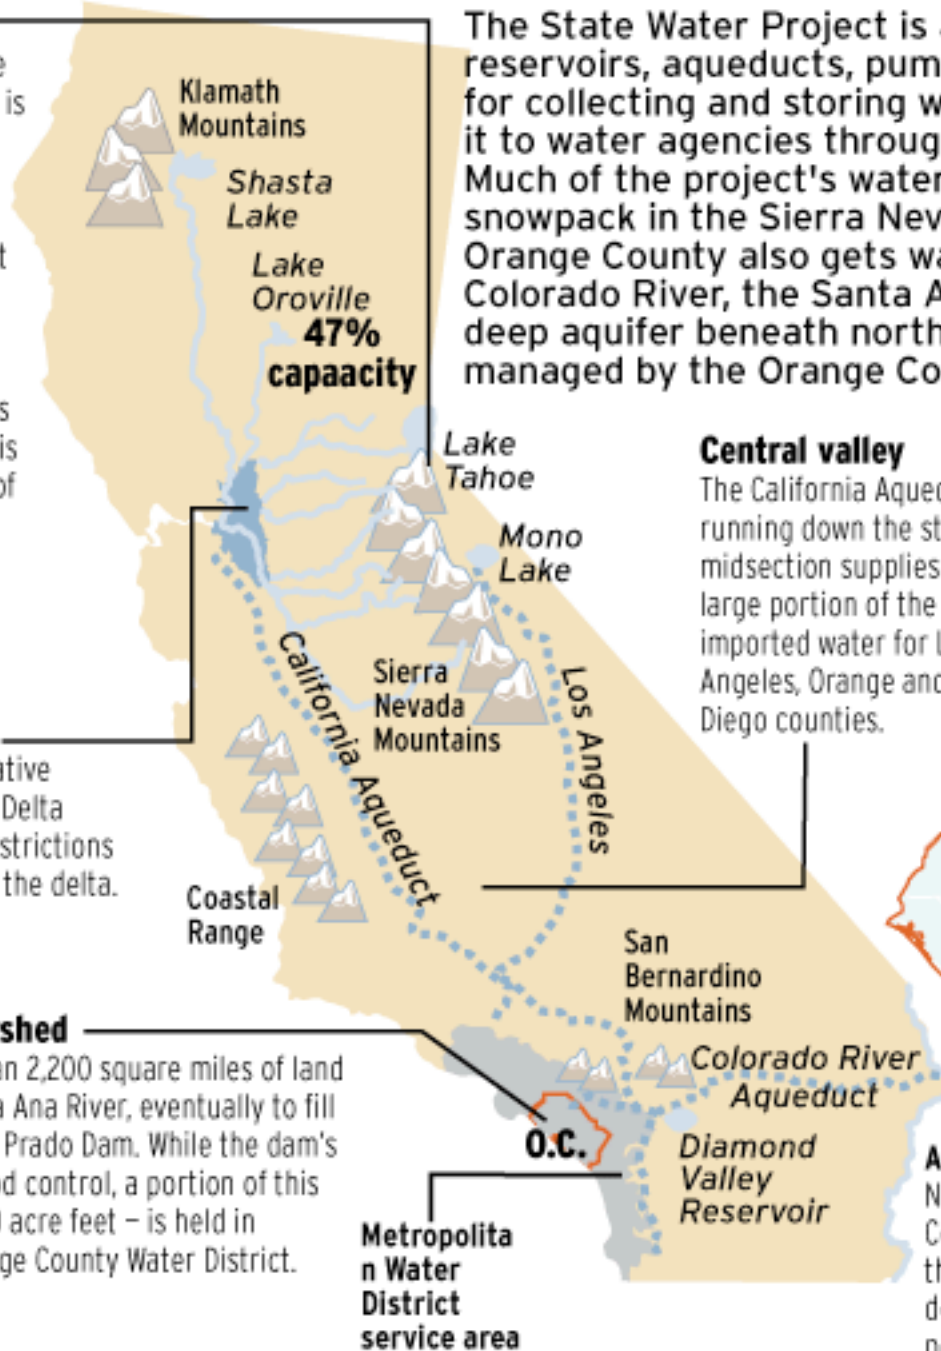 The State Water Project is
reservoirs, aqueducts, pum
for collecting and storing w
it to water agencies throug
Much of the project's water
snowpack in the Sierra Nev
Orange County also gets wa
Colorado River, the Santa A
deep aquifer beneath north
managed by the Orange Co
e
is
t
s
is
of
Klamath
Mountains
Shasta
Lake
Lake
Oroville
47%
capaacity
Lake
Tahoe
Mono
Lake
Central valley
The California Aqued
running down the st
midsection supplies
large portion of the
imported water for L
Angeles, Orange and
Diego counties.
California Aqueduct
Sierra
Nevada
Mountains
Los Angeles
ative
Delta
strictions
the delta.
Coastal
Range
San
Bernardino
Mountains
shed
an 2,200 square miles of land
a Ana River, eventually to fill
Prado Dam. While the dam's
od control, a portion of this
0 acre feet – is held in
ge County Water District.
Colorado River
Aqueduct
O.C.
Diamond
Valley
Reservoir
Metropolita
n Water
District
service area
A
N
C
th
d